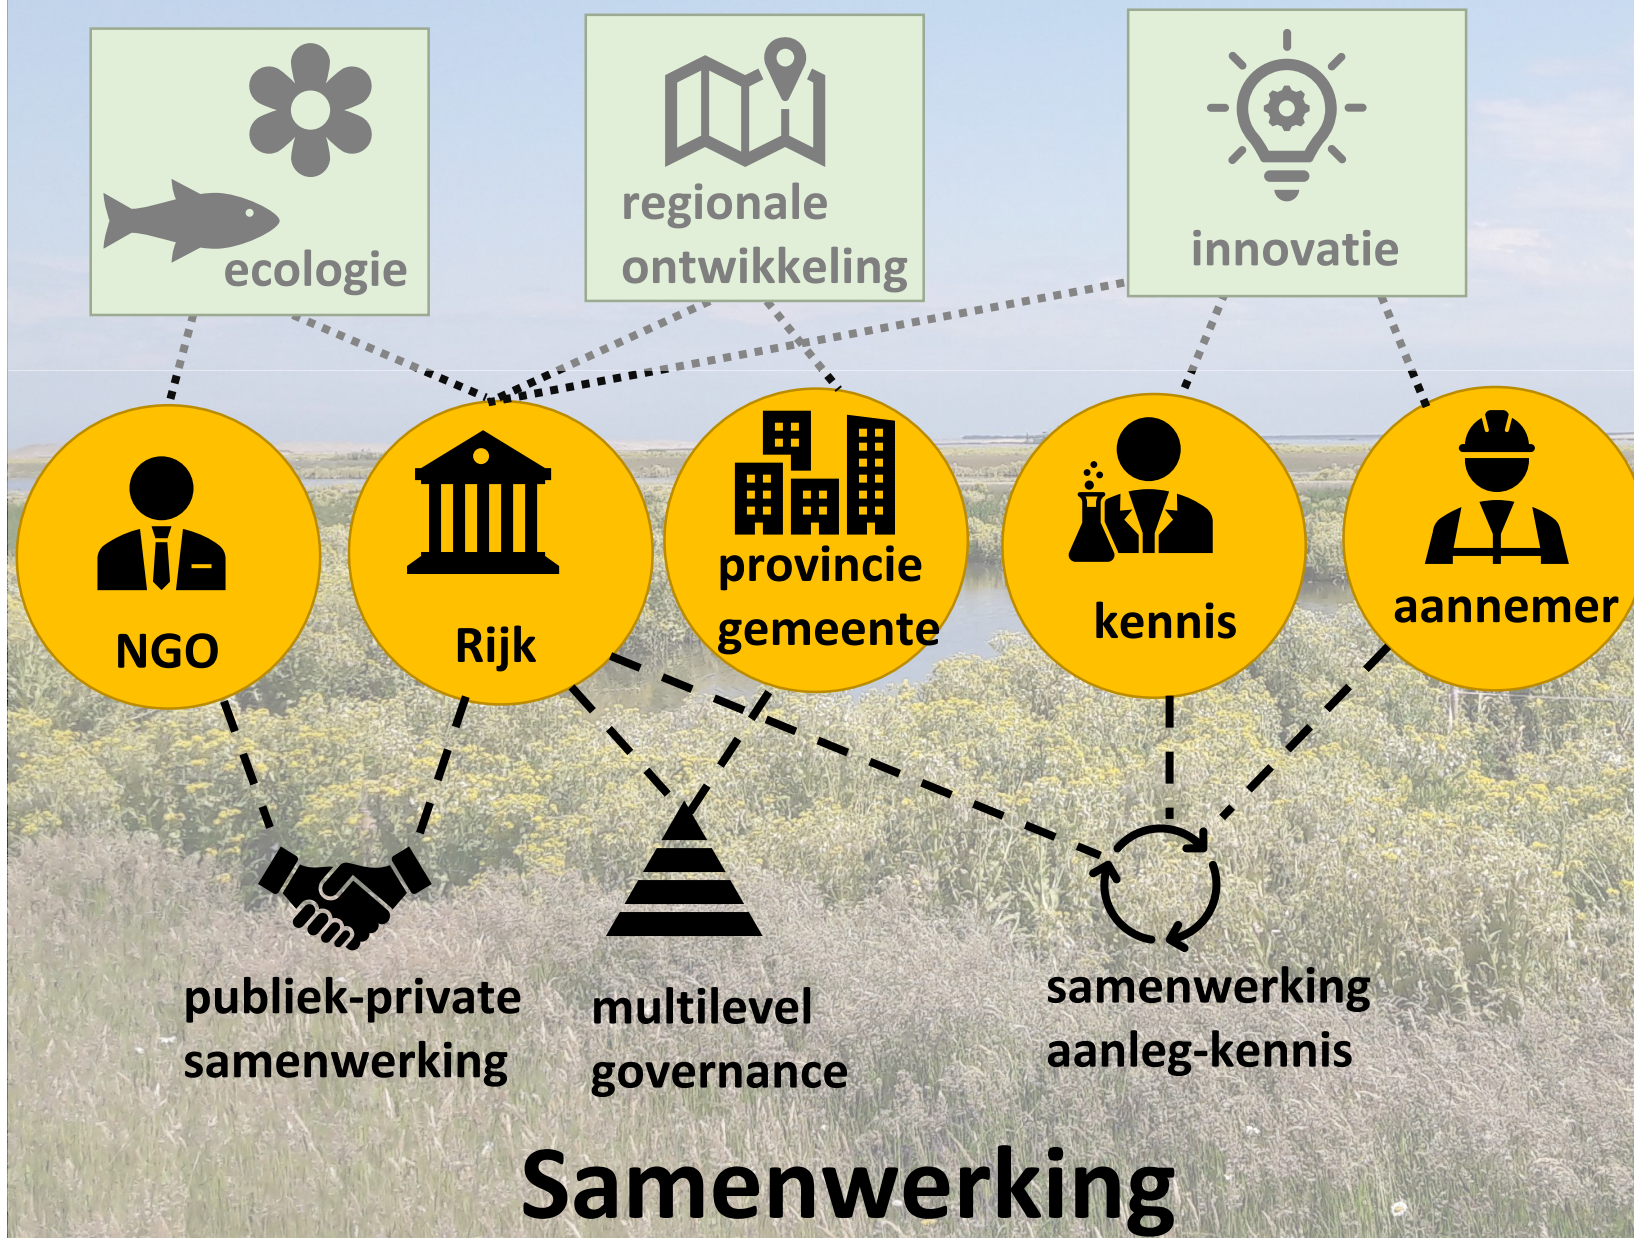 ecologie
regionale
ontwikkeling
innovatie
NGO
Rijk
provincie
gemeente
kennis
aannemer
publiek-private
samenwerking
multilevel
governance
samenwerking
aanleg-kennis
Samenwerking